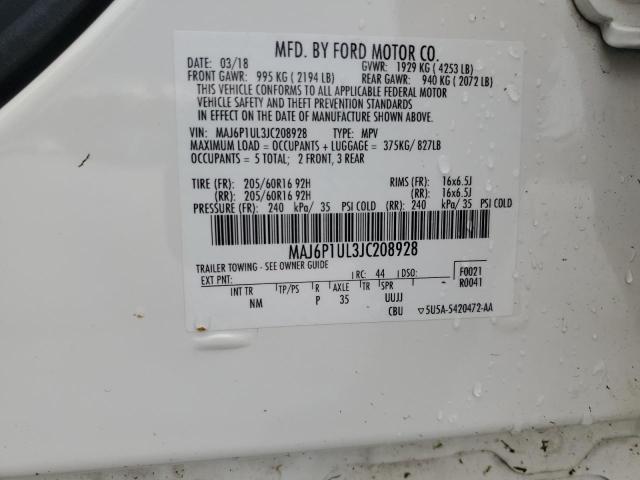 MFD. BY FORD MOTOR CO.
DATE: 03/18 GVWR: 1929 KG ( 4253 LB)
FRONT GAWR: 995 KG ( 2194 LB) REAR GAWR: 940 KG ( 2072 LB)
THIS VEHICLE CONFORMS TO ALL APPLICABLE FEDERAL MOTOR
VEHICLE SAFETY AND THEFT PREVENTION STANDARDS
IN EFFECT ON THE DATE OF MANUFACTURE SHOWN ABOVE.
VIN: MAJ6P1UL3JC208928 TYPE: MPV
MAXIMUM LOAD = OCCUPANTS + LUGGAGE = 375KG/ 827LB
OCCUPANTS = 5 TOTAL; 2 FRONT, 3 REAR
TIRE (FR): 205/60R16 92H RIMS (FR): 16x6.5J
(RR): 205/60R16 92H (RR): 16x6.5J
PRESSURE (FR): 240 kPa/ 35 PSI COLD (RR): 240 kPa/ 35 PSI COLD
MAJ6P1UL3JC208928
TRAILER TOWING - SEE OWNER GUIDE
EXT PNT: RC: 44 DSO: F0021
R0041
INT TR TP/PS R AXLE TR SPR
NM P 35 UUJJ
CBU ▽5U5A-5420472-AA